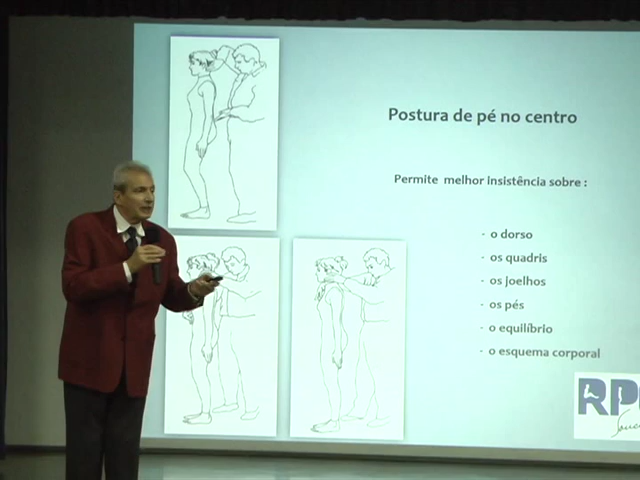 Postura de pé no centro
Permite melhor insistência sobre :
- o dorso
- os quadris
- os joelhos
- os pés
- o equilíbrio
- o esquema corporal
RP